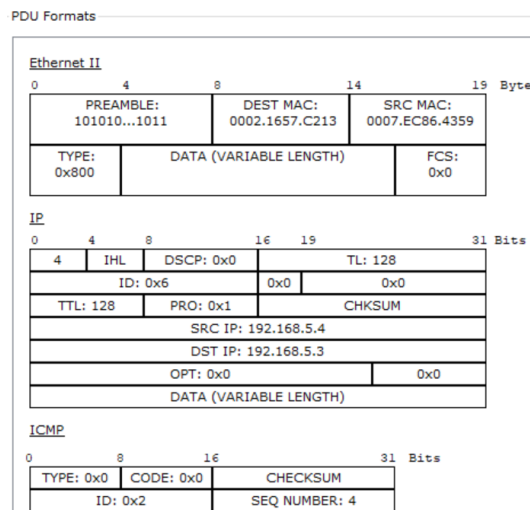 PDU Formats
Ethernet II
0 4 8 14 19 Byte
PREAMBLE: DEST MAC: SRC MAC:
101010...1011 0002.1657.C213 0007.EC86.4359
TYPE: DATA (VARIABLE LENGTH) FCS:
0x800 0x0
IP
0 4 8 16 19 31 Bits
4 IHL DSCP: 0x0 TL: 128
ID: 0x6 0x0 0x0
TTL: 128 PRO: 0x1 CHKSUM
SRC IP: 192.168.5.4
DST IP: 192.168.5.3
OPT: 0x0 0x0
DATA (VARIABLE LENGTH)
ICMP
0 8 16 31 Bits
TYPE: 0x0 CODE: 0x0 CHECKSUM
ID: 0x2 SEQ NUMBER: 4